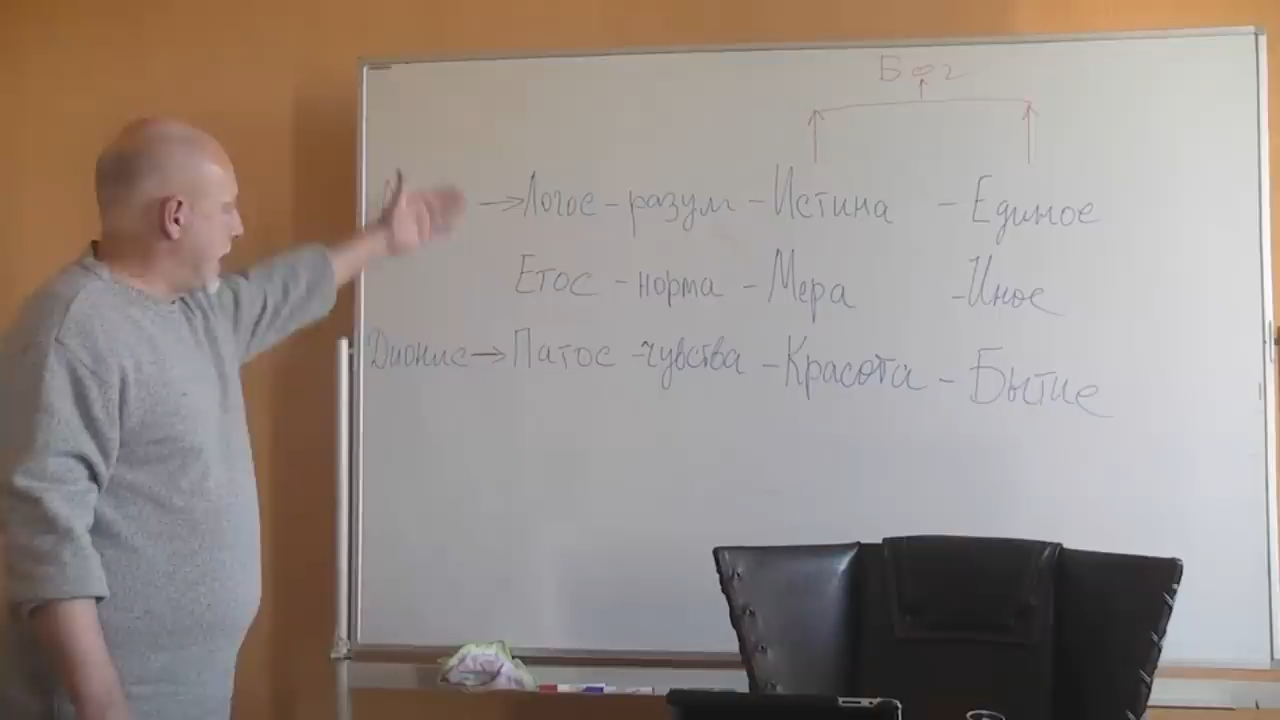 Бог
→ Логос - разум - Истина - Единое
Етос - норма - Мера - Иное
Дионис → Патос - чувства - Красота - Бытие